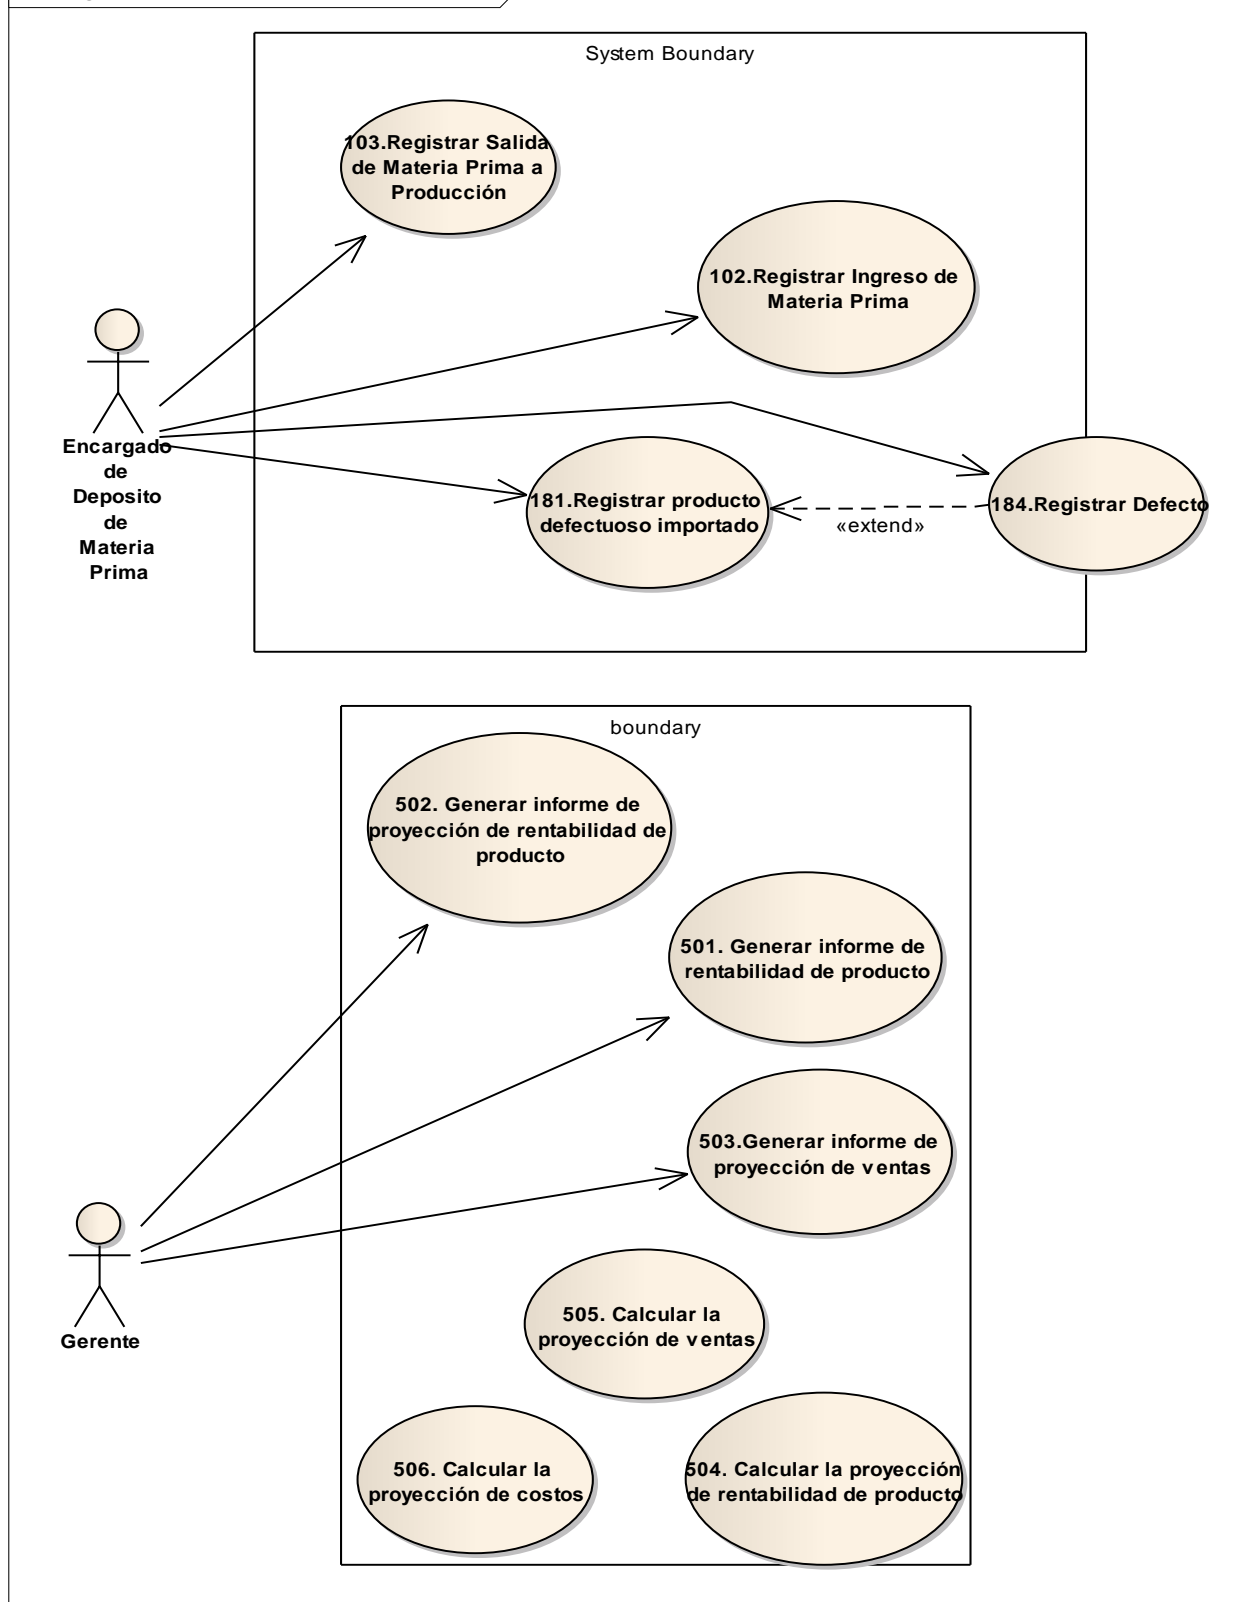 System Boundary
103.Registrar Salida
de Materia Prima a
Producción
102.Registrar Ingreso de
Materia Prima
Encargado
de
Deposito
de
Materia
Prima
181.Registrar producto
defectuoso importado
«extend»
184.Registrar Defecto
boundary
502. Generar informe de
proyección de rentabilidad de
producto
501. Generar informe de
rentabilidad de producto
503.Generar informe de
proyección de ventas
Gerente
505. Calcular la
proyección de ventas
506. Calcular la
proyección de costos
504. Calcular la proyección
de rentabilidad de producto